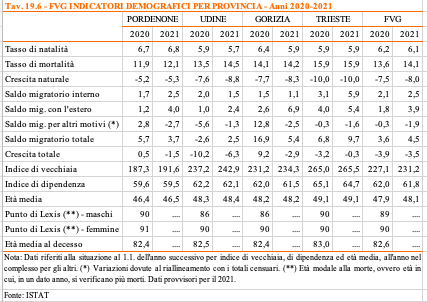 Tav. 19.6 - FVG INDICATORI DEMOGRAFICI PER PROVINCIA - Anni 2020-2021
PORDENONE UDINE GORIZIA TRIESTE FVG
2020 2021 2020 2021 2020 2021 2020 2021 2020 2021
Tasso di natalità 6,7 6,8 5,9 5,7 6,4 5,9 5,9 5,9 6,2 6,1
Tasso di mortalità 11,9 12,1 13,5 14,5 14,1 14,2 15,9 15,9 13,6 14,1
Crescita naturale -5,2 -5,3 -7,6 -8,8 -7,7 -8,3 -10,0 -10,0 -7,5 -8,0
Saldo migratorio interno 1,7 2,5 2,0 1,5 1,5 1,1 3,1 5,9 2,1 2,5
Saldo mig. con l'estero 1,2 4,0 1,0 2,4 2,6 6,9 4,0 5,4 1,8 3,9
Saldo mig. per altri motivi (*) 2,8 -2,7 -5,6 -1,3 12,8 -2,5 -0,3 -1,6 -0,3 -1,9
Saldo migratorio totale 5,7 3,7 -2,6 2,5 16,9 5,4 6,8 9,7 3,6 4,5
Crescita totale 0,5 -1,5 -10,2 -6,3 9,2 -2,9 -3,2 -0,3 -3,9 -3,5
Indice di vecchiaia 187,3 191,6 237,2 242,9 231,2 234,3 265,0 265,5 227,1 231,2
Indice di dipendenza 59,6 59,5 62,2 62,1 62,0 61,5 65,1 64,7 62,0 61,8
Età media 46,4 46,5 48,3 48,4 48,2 48,2 49,1 49,1 47,9 48,1
Punto di Lexis (**) - maschi 90 .... 86 .... 86 .... 90 .... 89 ....
Punto di Lexis (**) - femmine 91 .... 90 .... 90 .... 90 .... 90 ....
Età media al decesso 82,4 .... 82,5 .... 82,4 .... 83,0 .... 82,6 ....
Nota: Dati riferiti alla situazione al 1.1. dell'anno successivo per indice di vecchiaia, di dipendenza ed età media, all'anno nel
complesso per gli altri. (*) Variazioni dovute al riallineamento con i totali censuari. (**) Età modale alla morte, ovvero età in
cui, in un dato anno, si verificano più morti. Dati provvisori per il 2021.
Fonte: ISTAT